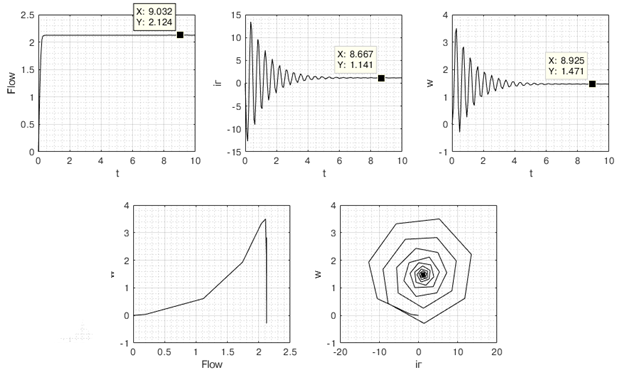 X: 9.032
Y: 2.124
2.5
2
1.5
1
0.5
0
Flow
0 2 4 6 8 10
t
X: 8.667
Y: 1.141
15
10
5
0
-5
-10
-15
ir
0 2 4 6 8 10
t
X: 8.925
Y: 1.471
4
3
2
1
0
-1
w
0 2 4 6 8 10
t
4
3
2
1
0
-1
0 0.5 1 1.5 2 2.5
Flow
4
3
2
1
0
-1
w
-20 -10 0 10 20
ir